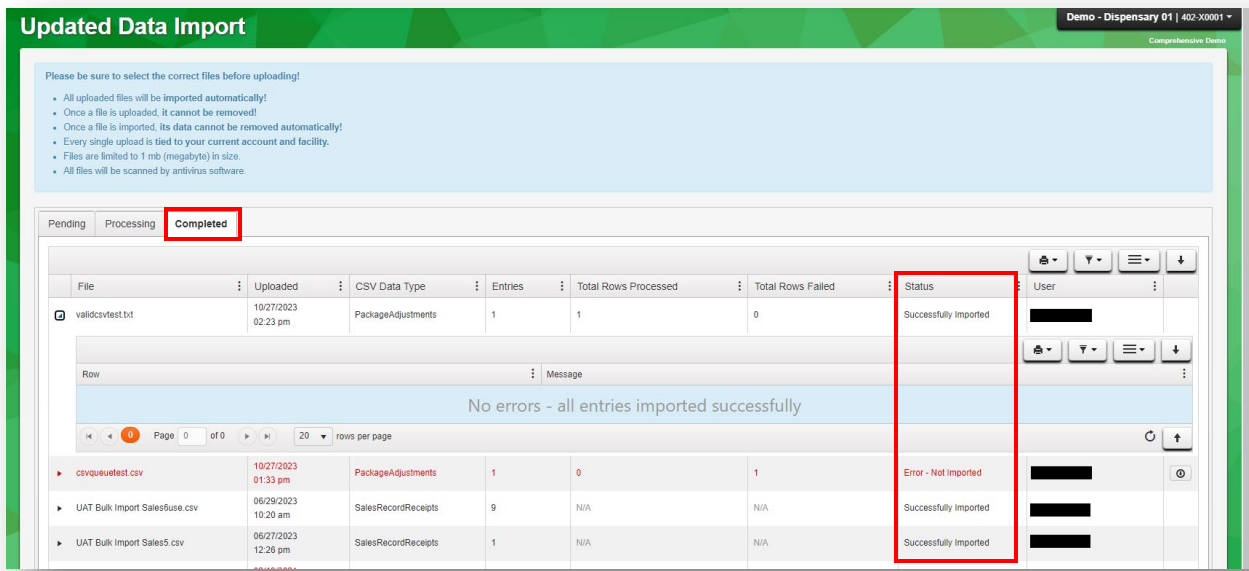 Updated Data Import
Demo - Dispensary 01 | 402-X0001
Comprehensive Demo
Please be sure to select the correct files before uploading!
All uploaded files will be imported automatically!
Once a file is uploaded, it cannot be removed!
Once a file is imported, its data cannot be removed automatically!
Every single upload is tied to your current account and facility.
Files are limited to 1 mb (megabyte) in size.
All files will be scanned by antivirus software.
Pending Processing Completed
File Uploaded CSV Data Type Entries Total Rows Processed Total Rows Failed Status User
validcsvtest.txt 10/27/2023 02:23 pm PackageAdjustments 1 1 0 Successfully Imported
Row Message
No errors - all entries imported successfully
0 Page 0 of 0 20 rows per page
csvqueuetest.csv 10/27/2023 01:33 pm PackageAdjustments 1 0 1 Error - Not Imported
UAT Bulk Import Sales6use.csv 06/29/2023 10:20 am SalesRecordReceipts 9 N/A N/A Successfully Imported
UAT Bulk Import Sales5.csv 06/27/2023 12:26 pm SalesRecordReceipts 1 N/A N/A Successfully Imported